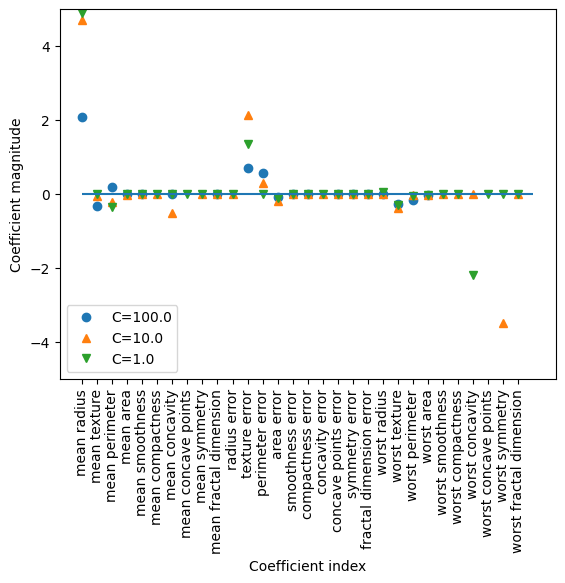 4
2
0
−2
−4
Coefficient magnitude
C=100.0
C=10.0
C=1.0
mean radius
mean texture
mean perimeter
mean area
mean smoothness
mean compactness
mean concavity
mean concave points
mean symmetry
mean fractal dimension
radius error
texture error
perimeter error
area error
smoothness error
compactness error
concavity error
concave points error
symmetry error
fractal dimension error
worst radius
worst texture
worst perimeter
worst area
worst smoothness
worst compactness
worst concavity
worst concave points
worst symmetry
worst fractal dimension
Coefficient index